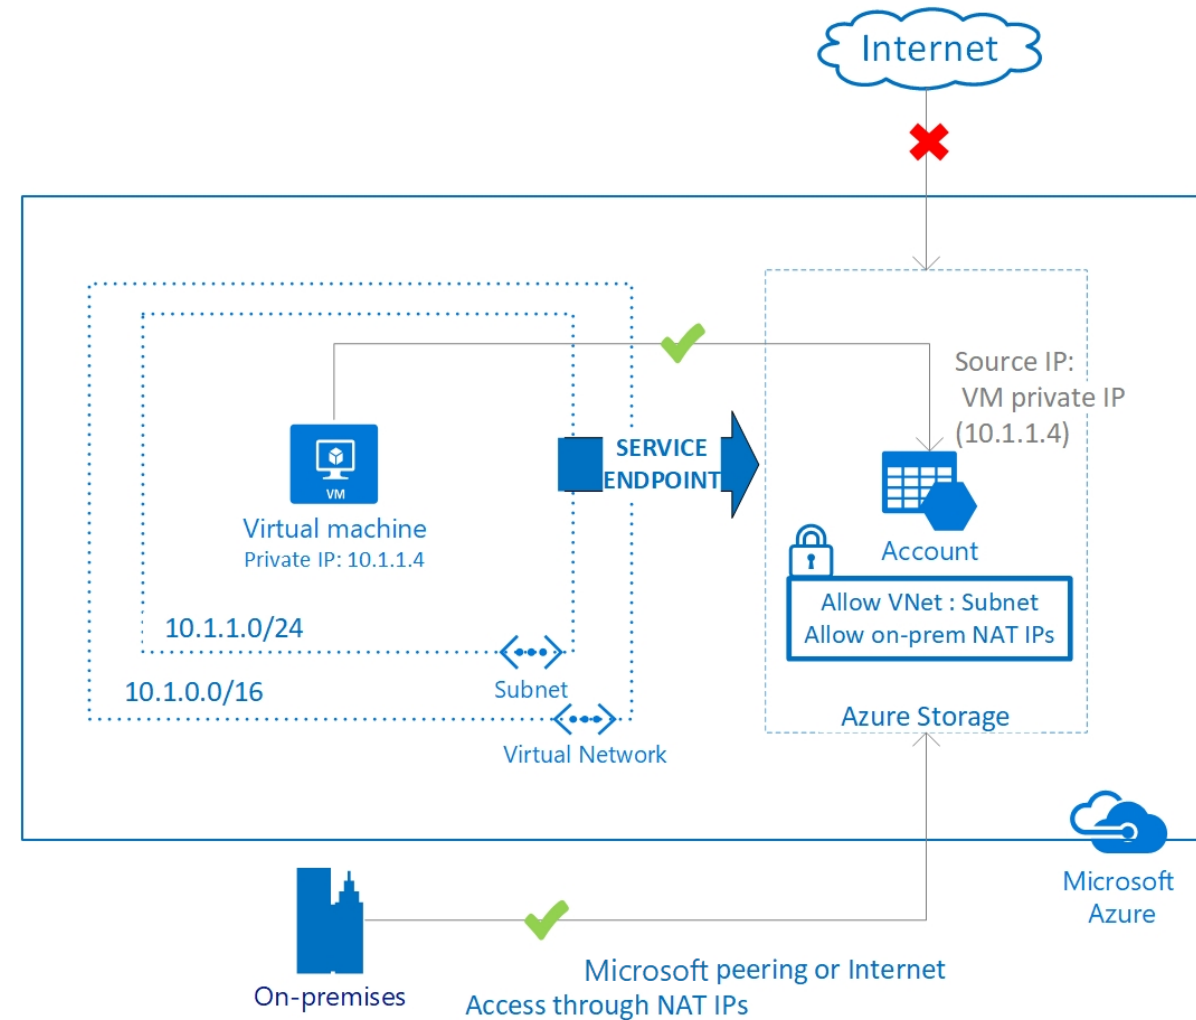 Internet
Source IP:
VM private IP
(10.1.1.4)
SERVICE
ENDPOINT
VM
Virtual machine
Private IP: 10.1.1.4
Account
Allow VNet : Subnet
Allow on-prem NAT IPs
10.1.1.0/24
10.1.0.0/16
Subnet
Azure Storage
Virtual Network
Microsoft
Azure
Microsoft peering or Internet
On-premises
Access through NAT IPs